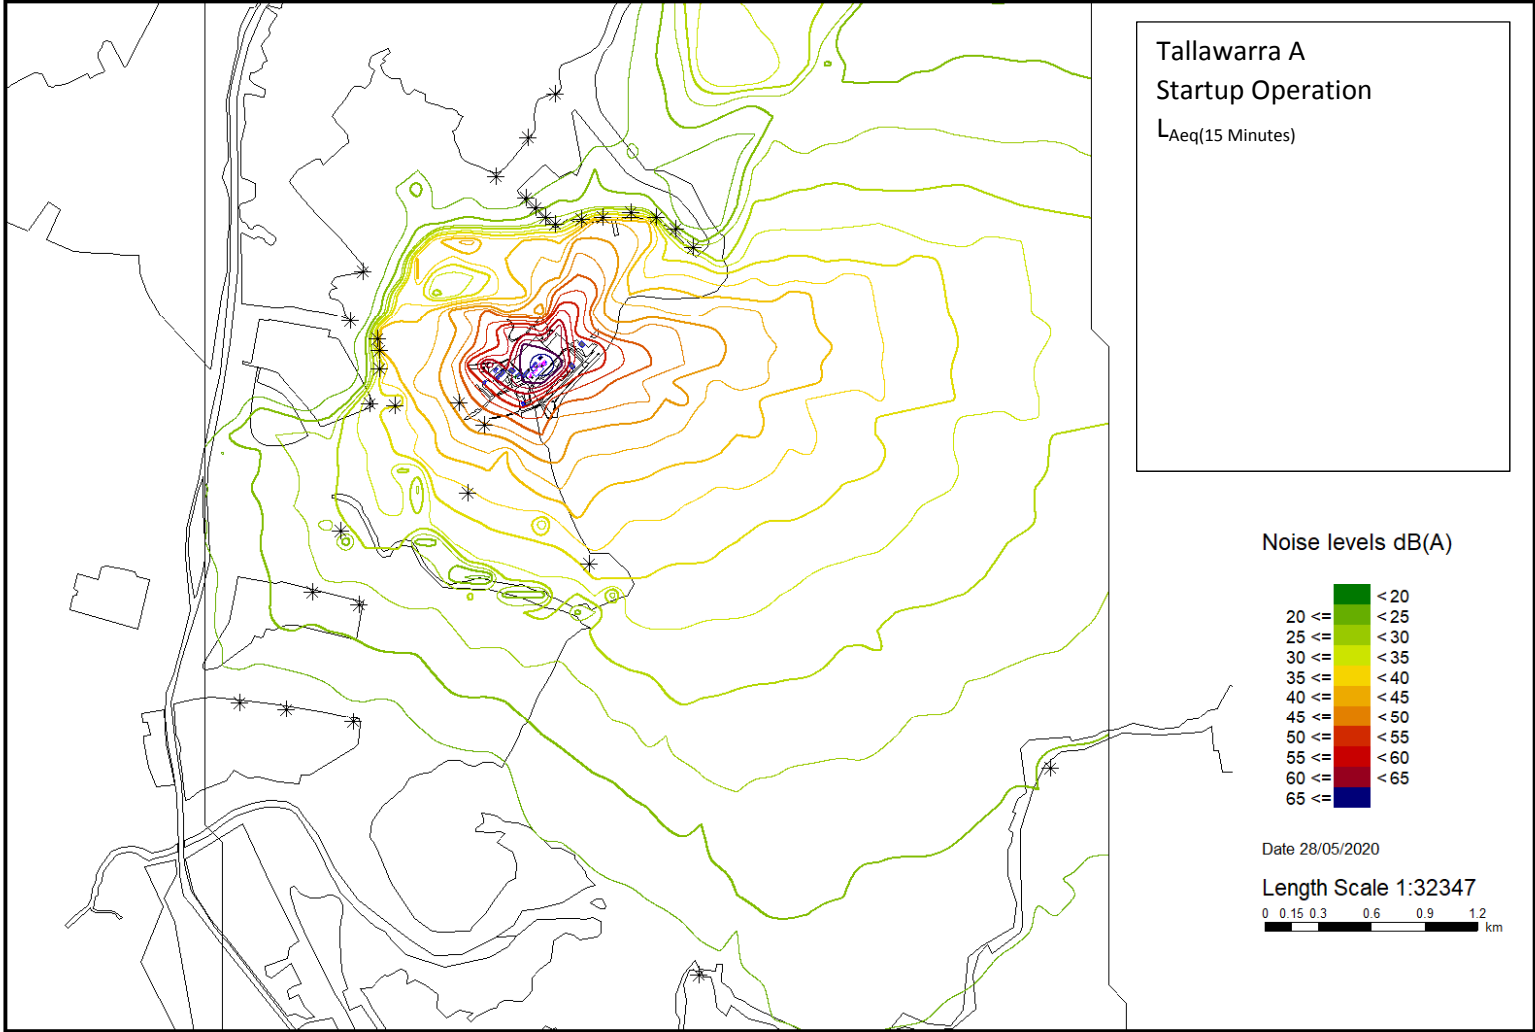 Tallawarra A
Startup Operation
LAeq(15 Minutes)
Noise levels dB(A)
< 20
20 <= < 25
25 <= < 30
30 <= < 35
35 <= < 40
40 <= < 45
45 <= < 50
50 <= < 55
55 <= < 60
60 <= < 65
65 <=
Date 28/05/2020
Length Scale 1:32347
0 0.15 0.3 0.6 0.9 1.2
km